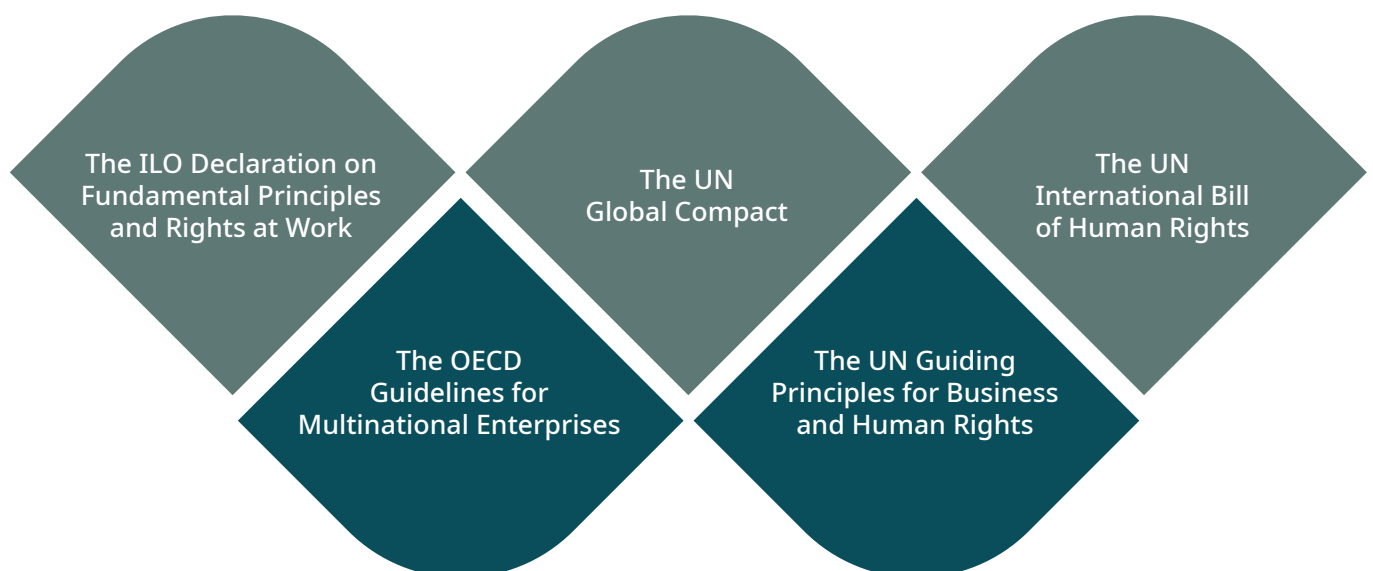 The ILO Declaration on
Fundamental Principles
and Rights at Work
The UN
Global Compact
The UN
International Bill
of Human Rights
The OECD
Guidelines for
Multinational Enterprises
The UN Guiding
Principles for Business
and Human Rights